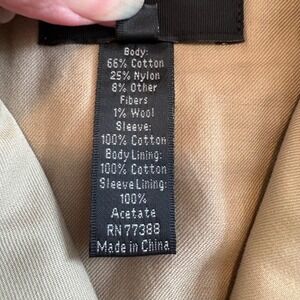 Body:
66% Cotton
25% Nylon
8% Other
Fibers
1% Wool
Sleeve:
100% Cotton
Body Lining:
100% Cotton
Sleeve Lining:
100%
Acetate
RN 77388
Made in China